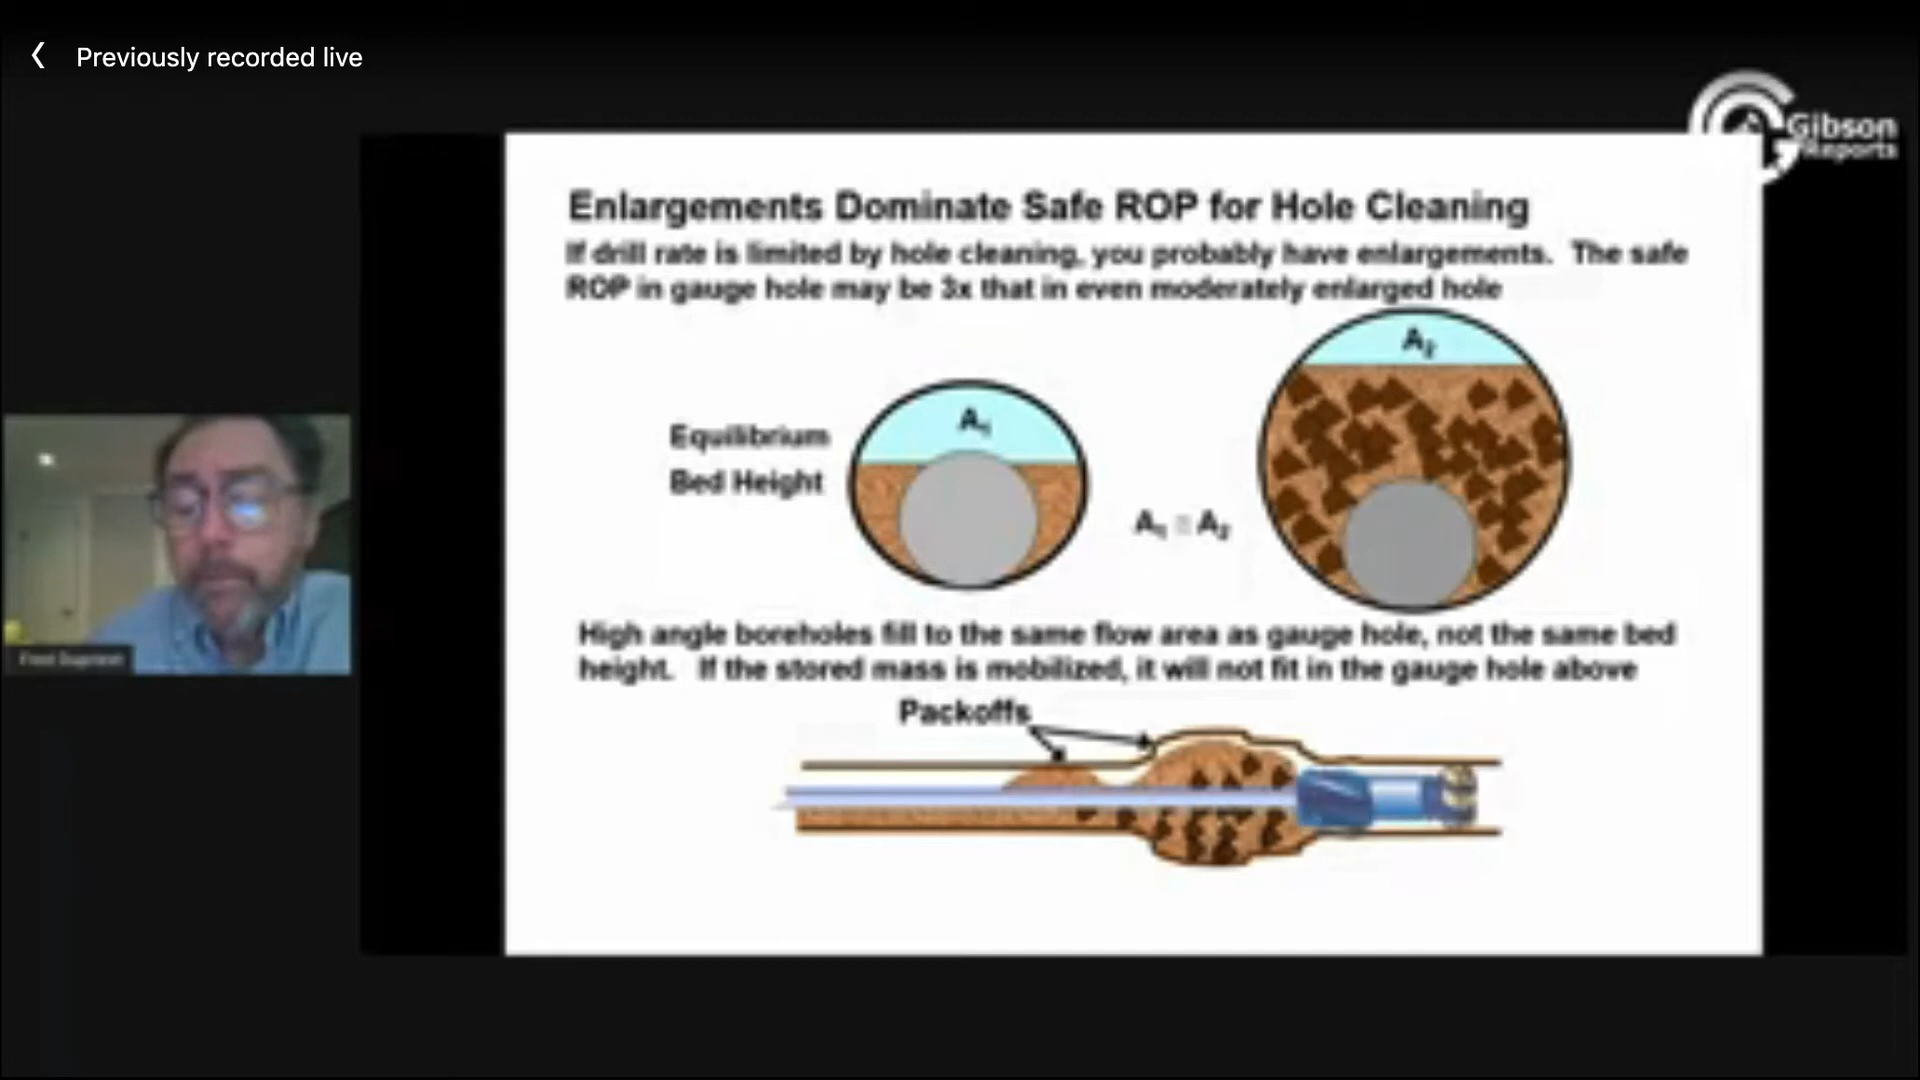 Previously recorded live
Gibson
Reports
Enlargements Dominate Safe ROP for Hole Cleaning
If drill rate is limited by hole cleaning, you probably have enlargements. The safe
ROP in gauge hole may be 3x that in even moderately enlarged hole
A₂
A₁
Equilibrium
Bed Height
A₁ = A₂
High angle boreholes fill to the same flow area as gauge hole, not the same bed
height. If the stored mass is mobilized, it will not fit in the gauge hole above
Packoffs
Fred Dupriest